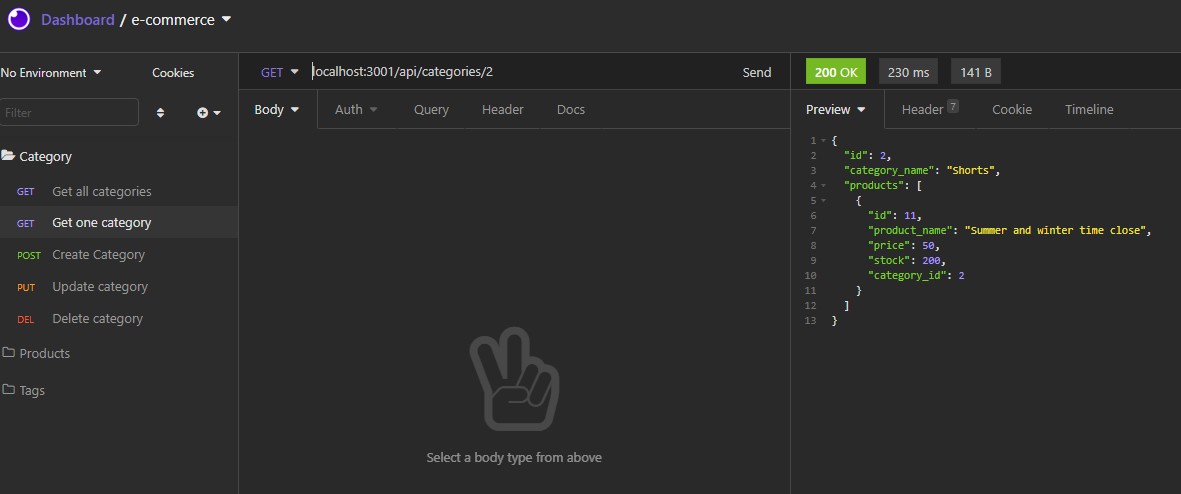 Dashboard / e-commerce
No Environment Cookies
GET localhost:3001/api/categories/2 Send
200 OK 230 ms 141 B
Filter
Body Auth Query Header Docs
Preview Header 7 Cookie Timeline
Category
GET Get all categories
GET Get one category
POST Create Category
PUT Update category
DEL Delete category
Products
Tags
Select a body type from above
1 {
2 "id": 2,
3 "category_name": "Shorts",
4 "products": [
5 {
6 "id": 11,
7 "product_name": "Summer and winter time close",
8 "price": 50,
9 "stock": 200,
10 "category_id": 2
11 }
12 ]
13 }